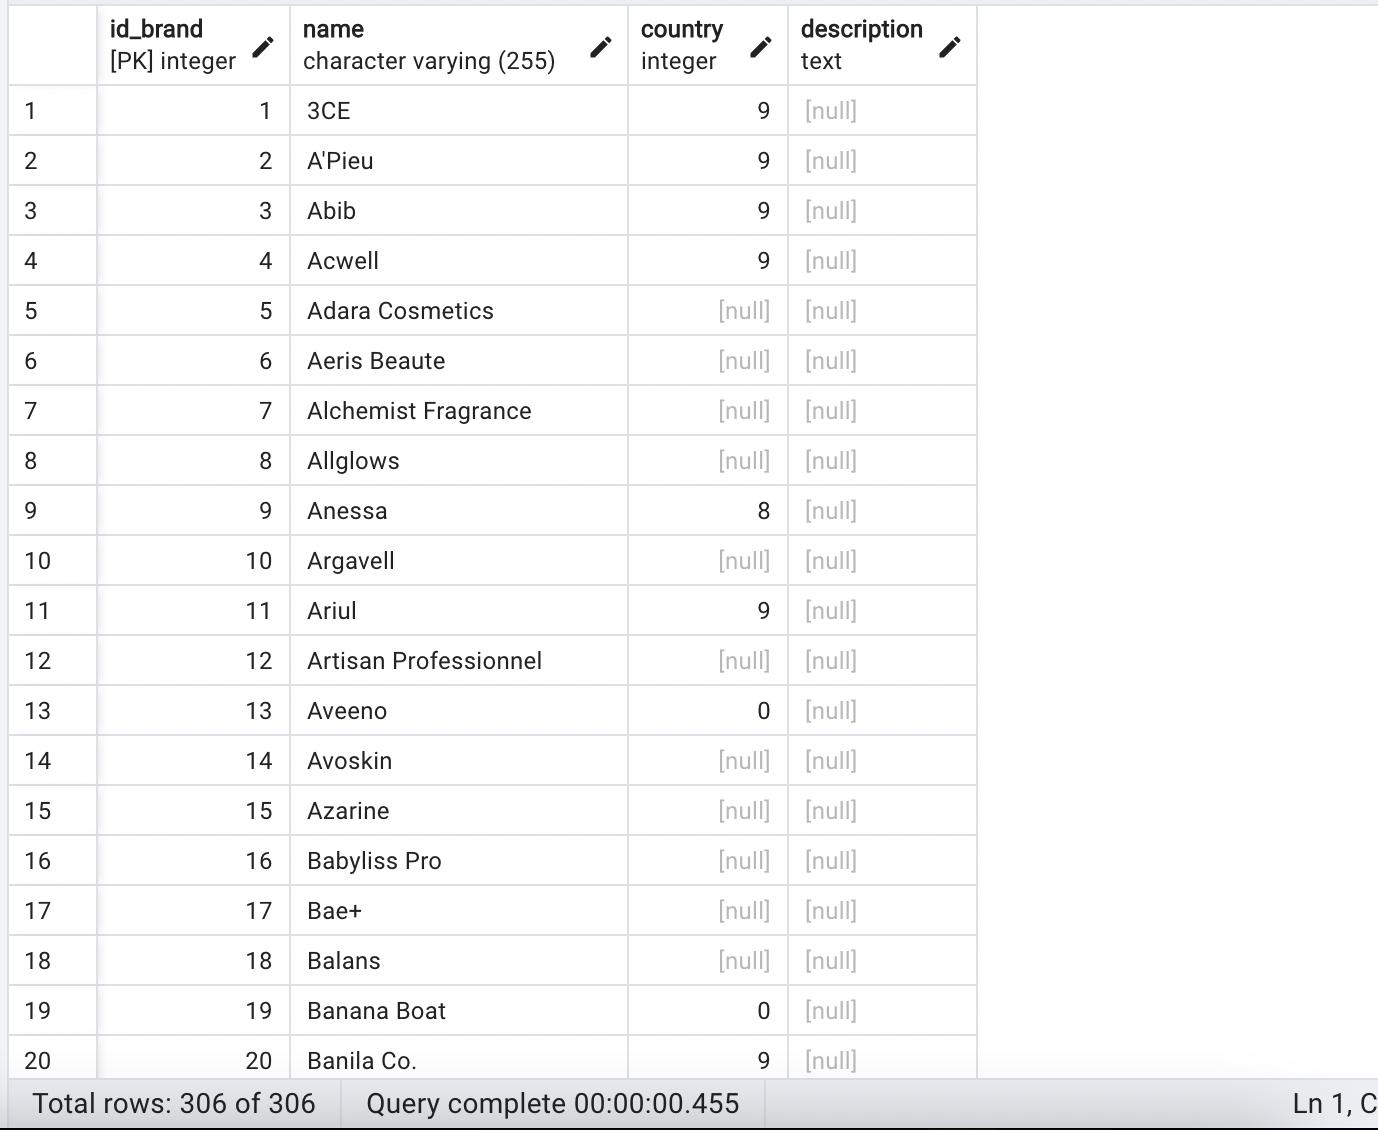 id_brand name country description
[PK] integer character varying (255) integer text
1 1 3CE 9 [null]
2 2 A'Pieu 9 [null]
3 3 Abib 9 [null]
4 4 Acwell 9 [null]
5 5 Adara Cosmetics [null] [null]
6 6 Aeris Beaute [null] [null]
7 7 Alchemist Fragrance [null] [null]
8 8 Allglows [null] [null]
9 9 Anessa 8 [null]
10 10 Argavell [null] [null]
11 11 Ariul 9 [null]
12 12 Artisan Professionnel [null] [null]
13 13 Aveeno 0 [null]
14 14 Avoskin [null] [null]
15 15 Azarine [null] [null]
16 16 Babyliss Pro [null] [null]
17 17 Bae+ [null] [null]
18 18 Balans [null] [null]
19 19 Banana Boat 0 [null]
20 20 Banila Co. 9 [null]
Total rows: 306 of 306 Query complete 00:00:00.455 Ln 1, C